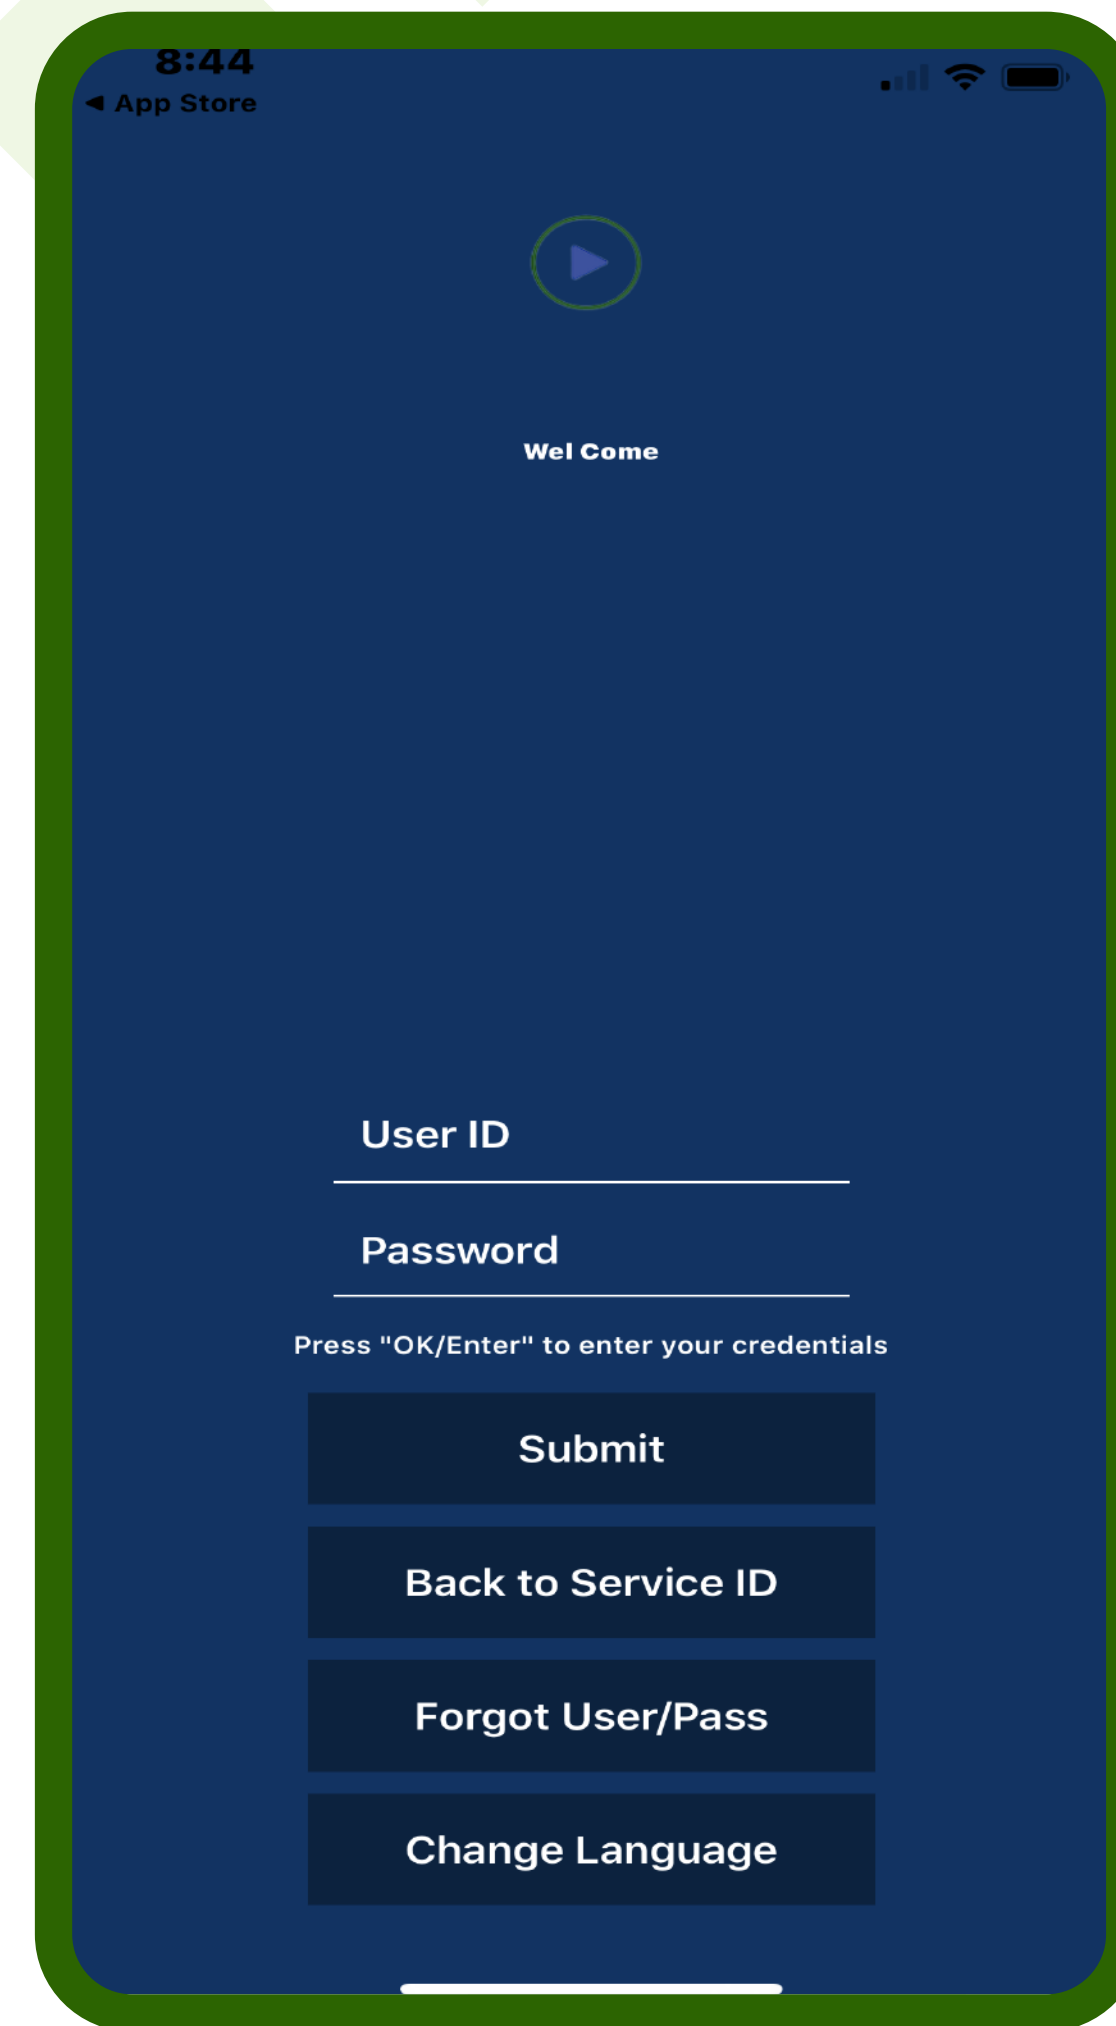 8:44
◀ App Store
Wel Come
User ID
Password
Press "OK/Enter" to enter your credentials
Submit
Back to Service ID
Forgot User/Pass
Change Language